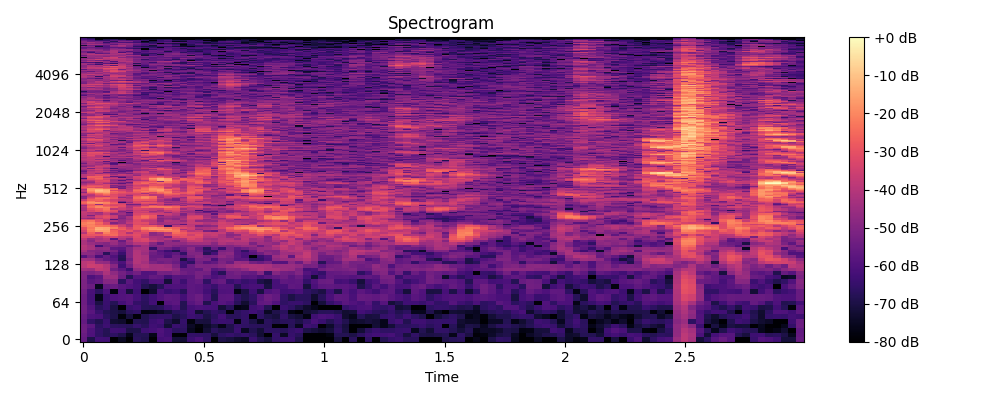 Spectrogram
Hz
4096
2048
1024
512
256
128
64
0
0
0.5
1
1.5
2
2.5
Time
+0 dB
-10 dB
-20 dB
-30 dB
-40 dB
-50 dB
-60 dB
-70 dB
-80 dB